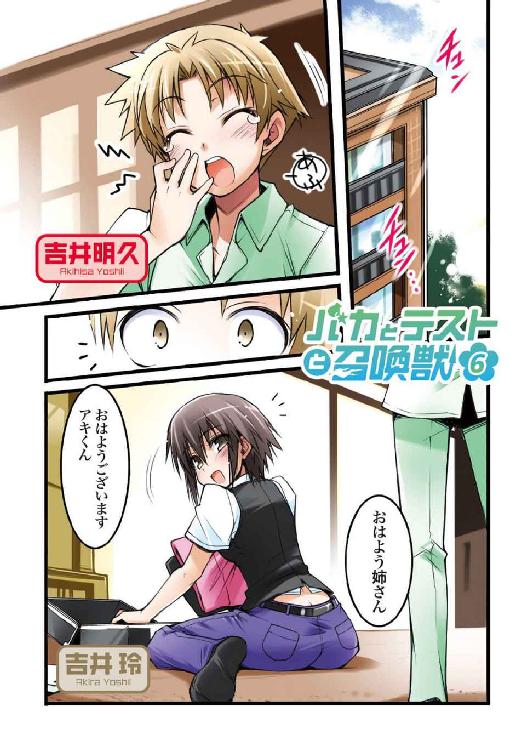 チュン
チュン…
あふ
吉井明久
Akihisa Yoshii
バカとテスト
と召喚獣 6
おはよう姉さん
おはようございます
アキくん
吉井 玲
Akira Yoshii